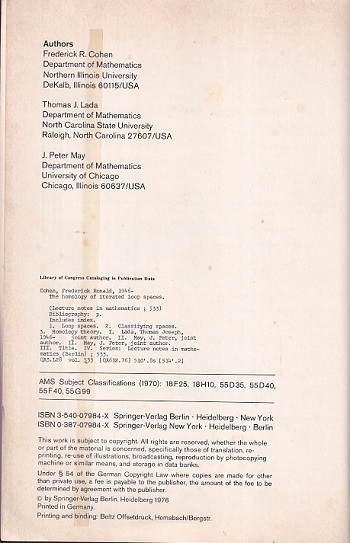 Authors
Frederick R. Cohen
Department of Mathematics
Northern Illinois University
DeKalb, Illinois 60115/USA
Thomas J. Lada
Department of Mathematics
North Carolina State University
Raleigh, North Carolina 27607/USA
J. Peter May
Department of Mathematics
University of Chicago
Chicago, Illinois 60637/USA
Library of Congress Cataloging in Publication Data
Cohen, Frederick Ronald, 1946-
The homology of iterated loop spaces.
(Lecture notes in mathematics ; 533)
Bibliography: p.
Includes index.
1. Loop spaces. 2. Classifying spaces.
3. Homology theory. I. Lada, Thomas Joseph,
1946- joint author. II. May, J. Peter, joint
author. II. May, J. Peter, joint author.
III. Title. IV. Series: Lecture notes in mathe-
matics (Berlin) ; 533.
QA3.L28 vol. 533 [QA612.76] 510'.8s [514'.2]
AMS Subject Classifications (1970): 18F25, 18H10, 55D35, 55D40,
55F40, 55G99
ISBN 3-540-07984-X Springer-Verlag Berlin · Heidelberg · New York
ISBN 0-387-07984-X Springer-Verlag New York · Heidelberg · Berlin
This work is subject to copyright. All rights are reserved, whether the whole
or part of the material is concerned, specifically those of translation, re-
printing, re-use of illustrations, broadcasting, reproduction by photocopying
machine or similar means, and storage in data banks.
Under § 54 of the German Copyright Law where copies are made for other
than private use, a fee is payable to the publisher, the amount of the fee to be
determined by agreement with the publisher.
© by Springer-Verlag Berlin. Heidelberg 1976
Printed in Germany.
Printing and binding: Beltz Offsetdruck, Hemsbach/Bergstr.